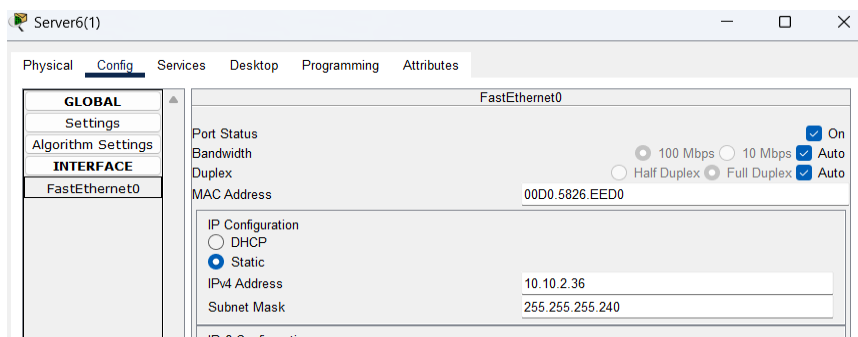 Server6(1)
Physical Config Services Desktop Programming Attributes
GLOBAL
Settings
Algorithm Settings
INTERFACE
FastEthernet0
FastEthernet0
Port Status On
Bandwidth 100 Mbps 10 Mbps Auto
Duplex Half Duplex Full Duplex Auto
MAC Address 00D0.5826.EED0
IP Configuration
DHCP
Static
IPv4 Address 10.10.2.36
Subnet Mask 255.255.255.240